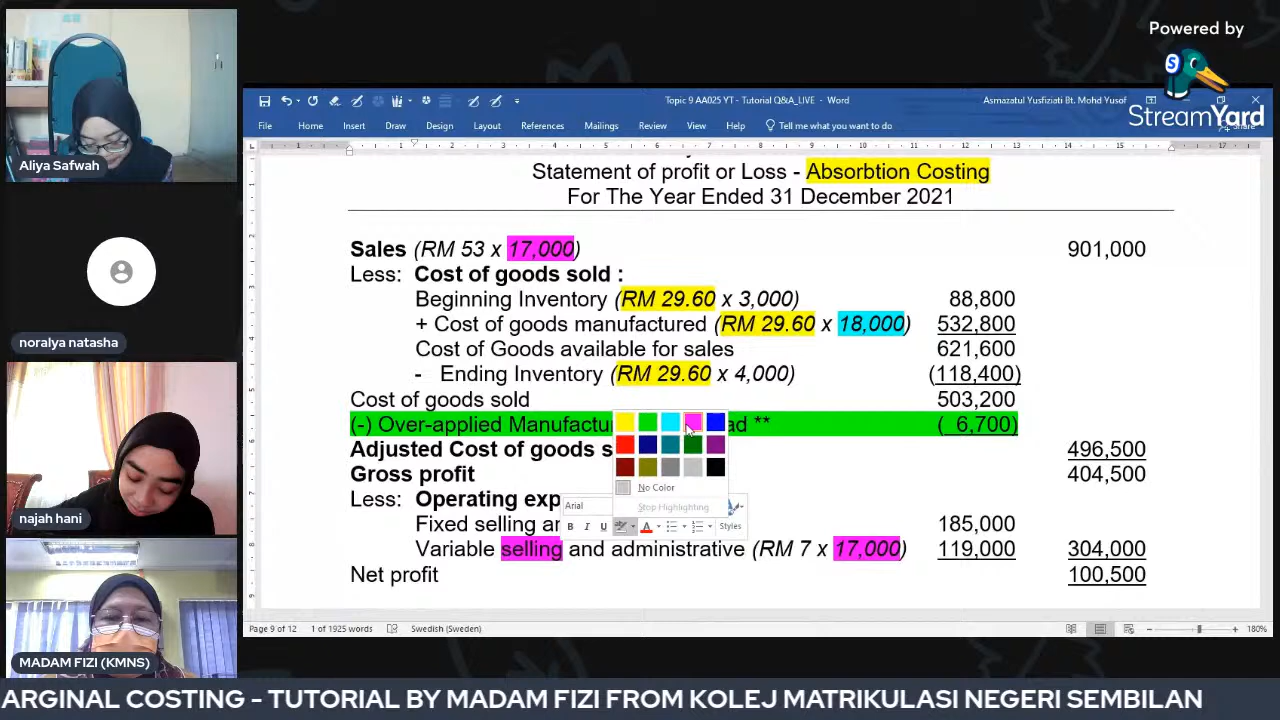 Powered by
StreamYard
Aliya Safwah
noralya natasha
najah hani
MADAM FIZI (KMNS)
Topic 9 AA025 YT - Tutorial Q&A_LIVE - Word
Asmazatul Yusfiziati Bt. Mohd Yusof
File Home Insert Draw Design Layout References Mailings Review View Help Tell me what you want to do
Statement of profit or Loss - Absorbtion Costing
For The Year Ended 31 December 2021
Sales (RM 53 x 17,000) 901,000
Less: Cost of goods sold :
Beginning Inventory (RM 29.60 x 3,000) 88,800
+ Cost of goods manufactured (RM 29.60 x 18,000) 532,800
Cost of Goods available for sales 621,600
- Ending Inventory (RM 29.60 x 4,000) (118,400)
Cost of goods sold 503,200
(-) Over-applied Manufactu ad ** ( 6,700)
Adjusted Cost of goods s 496,500
Gross profit 404,500
Less: Operating exp
Fixed selling an 185,000
Variable selling and administrative (RM 7 x 17,000) 119,000 304,000
Net profit 100,500
No Color
Stop Highlighting
Arial
B I U A Styles
Page 9 of 12 1 of 1925 words Swedish (Sweden) 180%
ARGINAL COSTING - TUTORIAL BY MADAM FIZI FROM KOLEJ MATRIKULASI NEGERI SEMBILAN